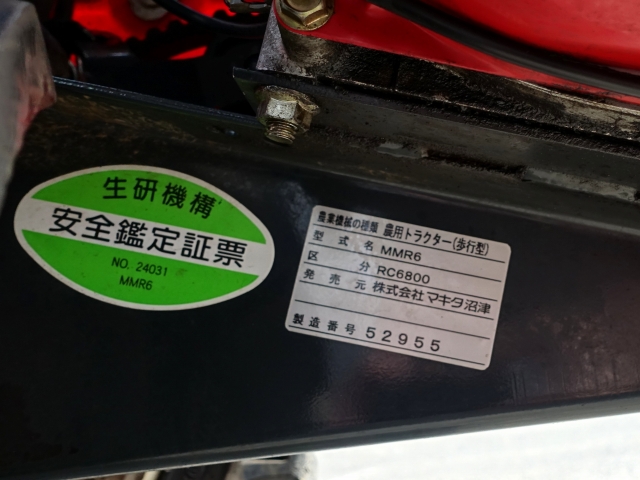 生研機構
安全鑑定証票
NO. 24031
MMR6
農業機械の種類 農用トラクター(歩行型)
型式名 MMR6
区分 RC6800
発売元 株式会社マキタ沼津
製造番号 52955